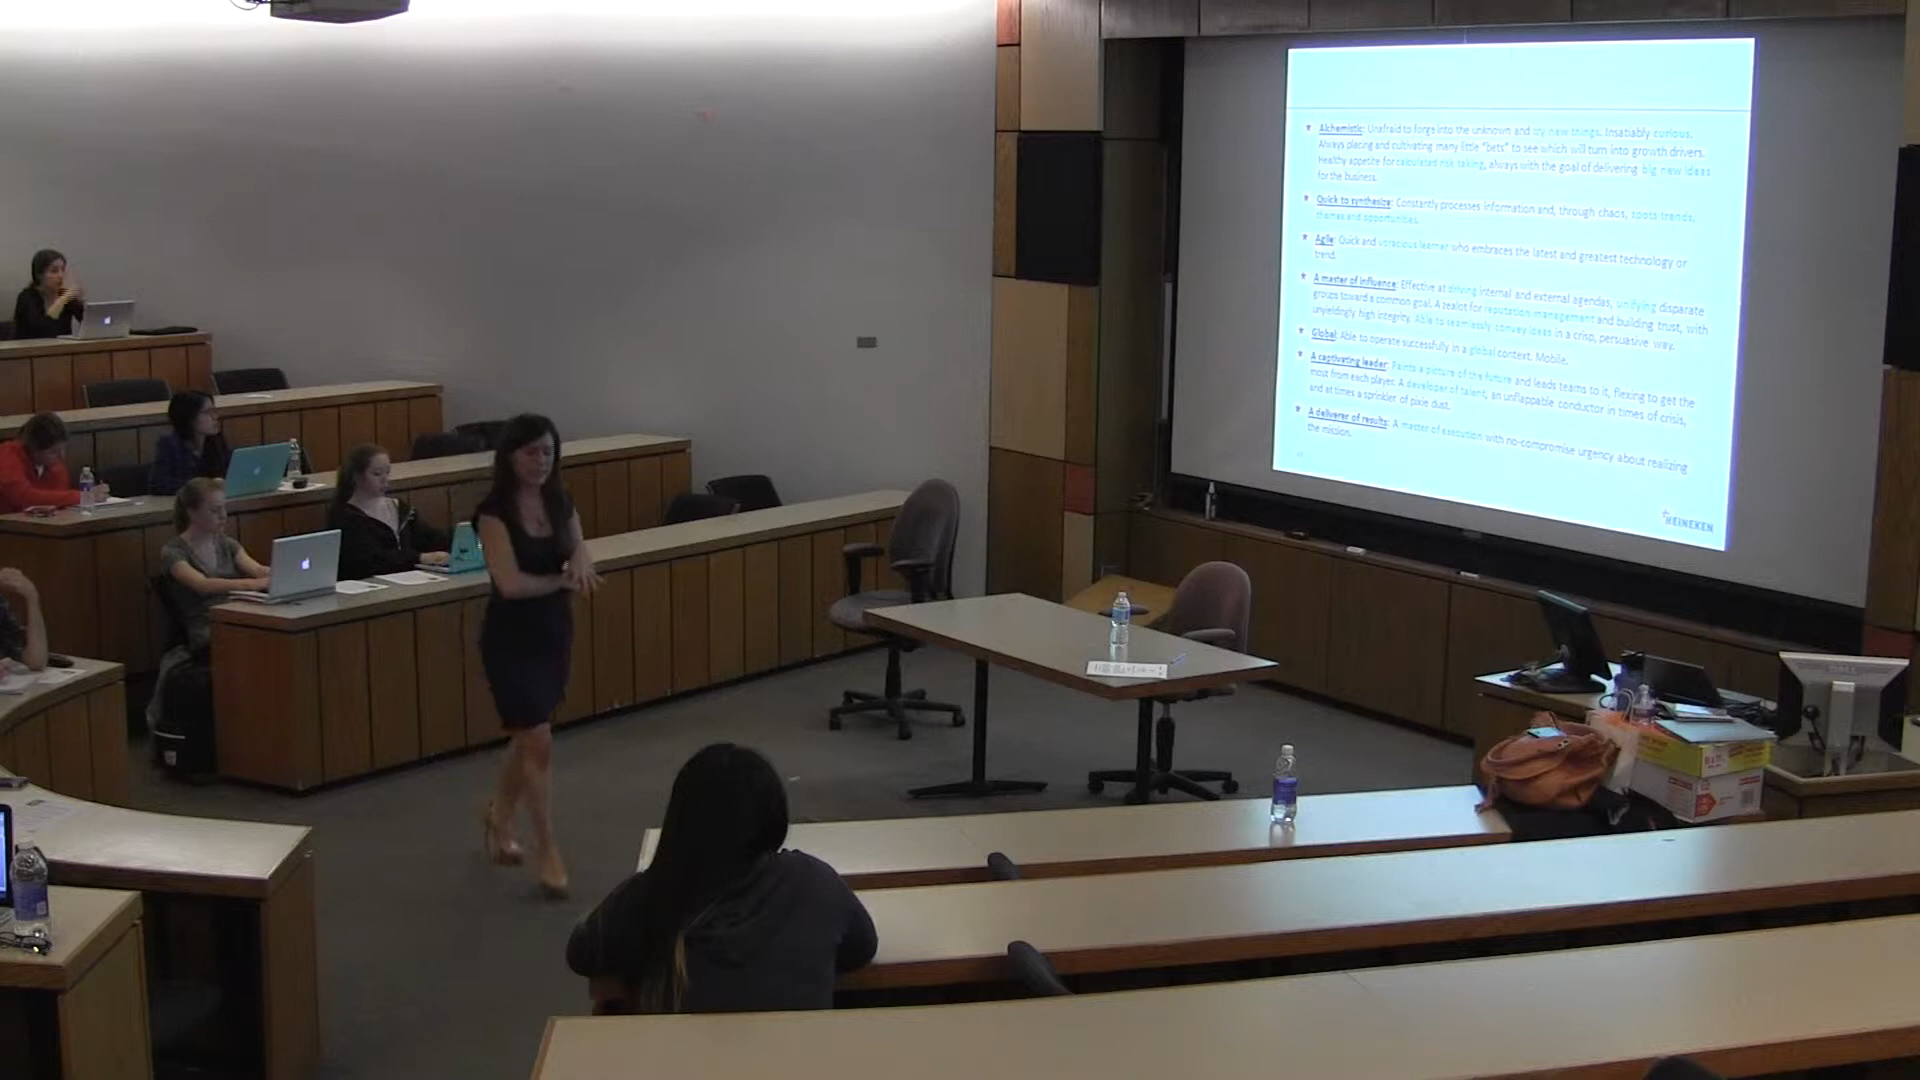 * Alchemistic: Unafraid to forge into the unknown and try new things. Insatiably curious.
Always placing and cultivating many little "bets" to see which will turn into growth drivers.
Healthy appetite for calculated risk taking, always with the goal of delivering big new ideas
for the business.
* Quick to synthesize: Constantly processes information and, through chaos, spots trends,
themes and opportunities.
* Agile: Quick and voracious learner who embraces the latest and greatest technology or
trend.
* A master of influence: Effective at driving internal and external agendas, unifying disparate
groups toward a common goal. A zealot for reputation management and building trust, with
unyieldingly high integrity. Able to seamlessly convey ideas in a crisp, persuasive way.
* Global: Able to operate successfully in a global context. Mobile.
* A captivating leader: Paints a picture of the future and leads teams to it, flexing to get the
most from each player. A developer of talent, an unflappable conductor in times of crisis,
and at times a sprinkler of pixie dust.
* A deliverer of results: A master of execution with no-compromise urgency about realizing
the mission.
HEINEKEN